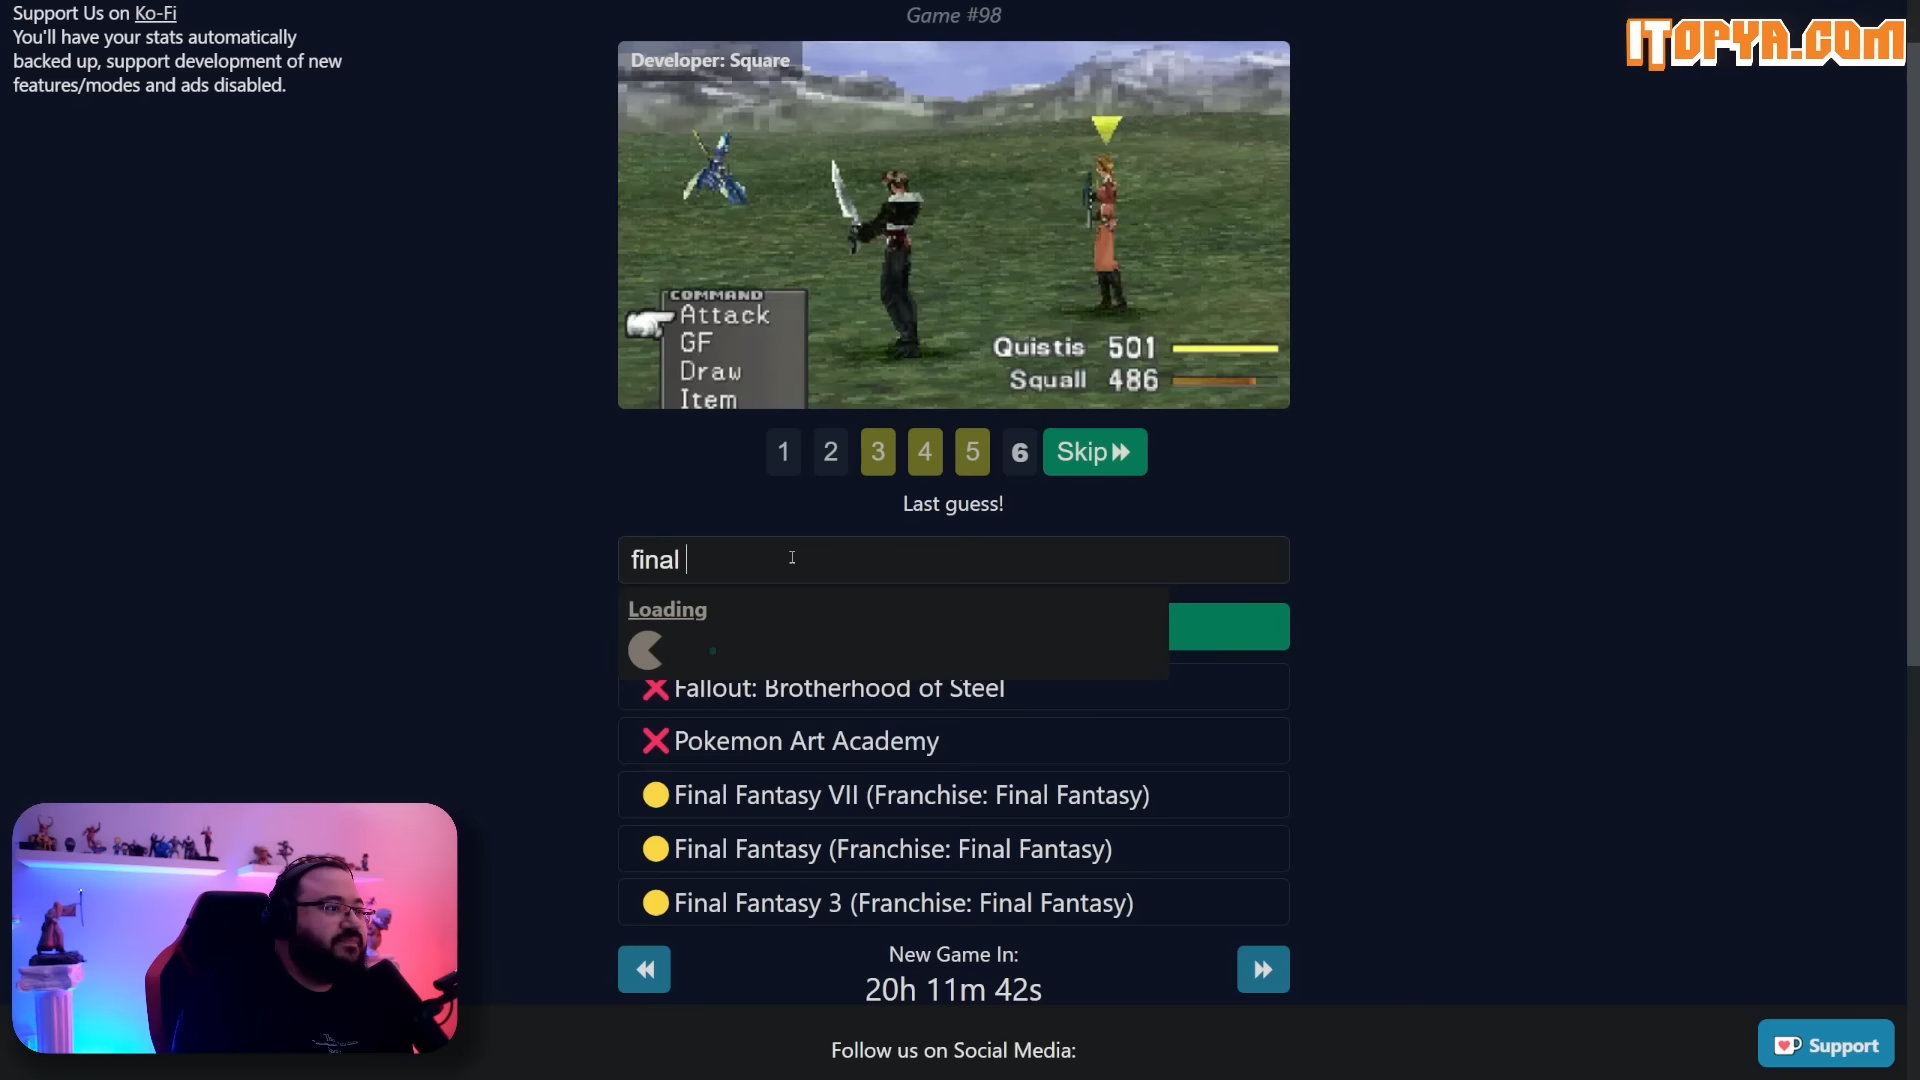 Support Us on Ko-Fi
You'll have your stats automatically
backed up, support development of new
features/modes and ads disabled.
Game #98
ITOPYA.COM
Developer: Square
COMMAND
Attack
GF
Draw
Item
Quistis 501
Squall 486
1 2 3 4 5 6 Skip
Last guess!
final
Loading
Fallout: Brotherhood of Steel
Pokemon Art Academy
Final Fantasy VII (Franchise: Final Fantasy)
Final Fantasy (Franchise: Final Fantasy)
Final Fantasy 3 (Franchise: Final Fantasy)
New Game In:
20h 11m 42s
Follow us on Social Media:
Support